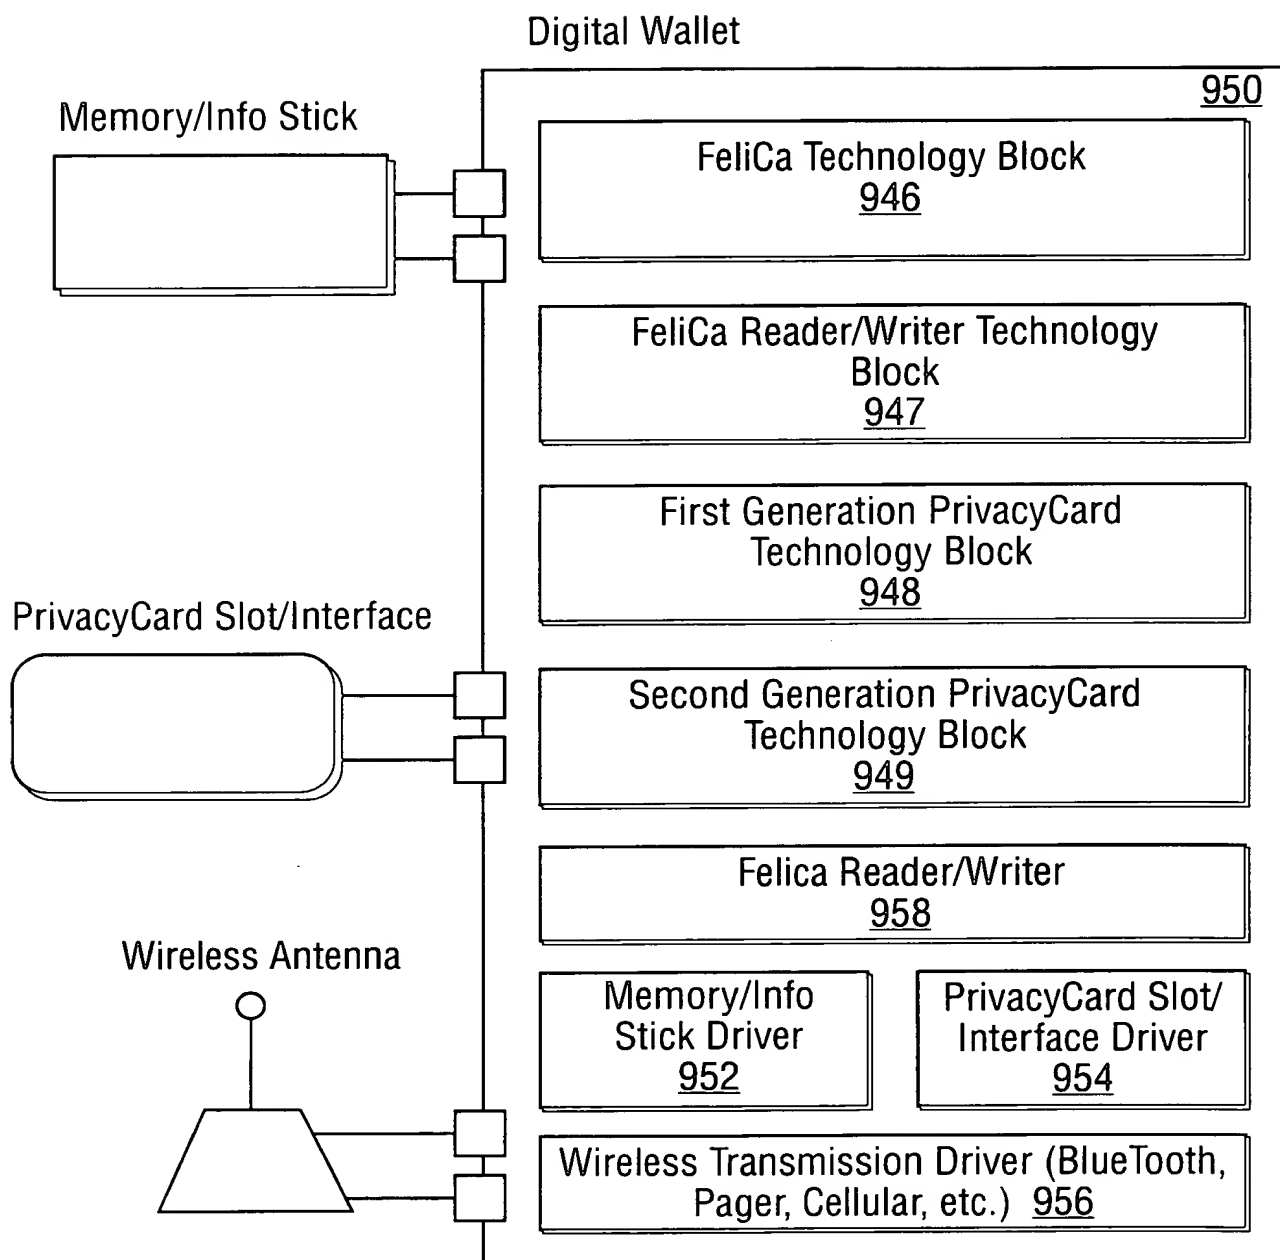 Digital Wallet
950
Memory/Info Stick
FeliCa Technology Block
946
FeliCa Reader/Writer Technology
Block
947
First Generation PrivacyCard
Technology Block
948
PrivacyCard Slot/Interface
Second Generation PrivacyCard
Technology Block
949
Felica Reader/Writer
958
Wireless Antenna
Memory/Info
Stick Driver
952
PrivacyCard Slot/
Interface Driver
954
Wireless Transmission Driver (BlueTooth,
Pager, Cellular, etc.) 956